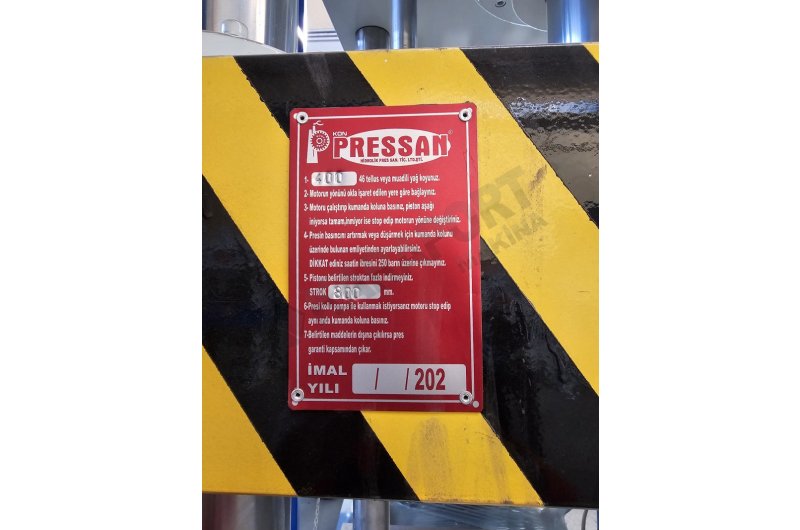 KON
PRESSAN®
HİDROLİK PRES SAN. TİC. LTD.ŞTİ.
1- 400 46 tellus veya muadili yağ koyunuz.
2- Motorun yönünü okla işaret edilen yere göre bağlayınız.
3- Motoru çalıştırıp kumanda koluna basınız, piston aşağı
iniyorsa tamam,inmiyor ise stop edip motorun yönüne değiştiriniz.
4- Presin basıncını artırmak veya düşürmek için kumanda kolunu
üzerinde bulunan emliyetinden ayarlayabilirsiniz.
DİKKAT ediniz saatin ibresini 250 barın üzerine çıkmayınız.
5- Pistonu belirtilen stroktan fazla indirmeyiniz.
STROK 800 mm.
6-Presi kollu pompa ile kullanmak istiyorsanız motoru stop edip
aynı anda kumanda koluna basınız.
7-Belirtilen maddelerin dışına çıkılırsa pres
garanti kapsamından çıkar.
İMAL
YILI / / 202